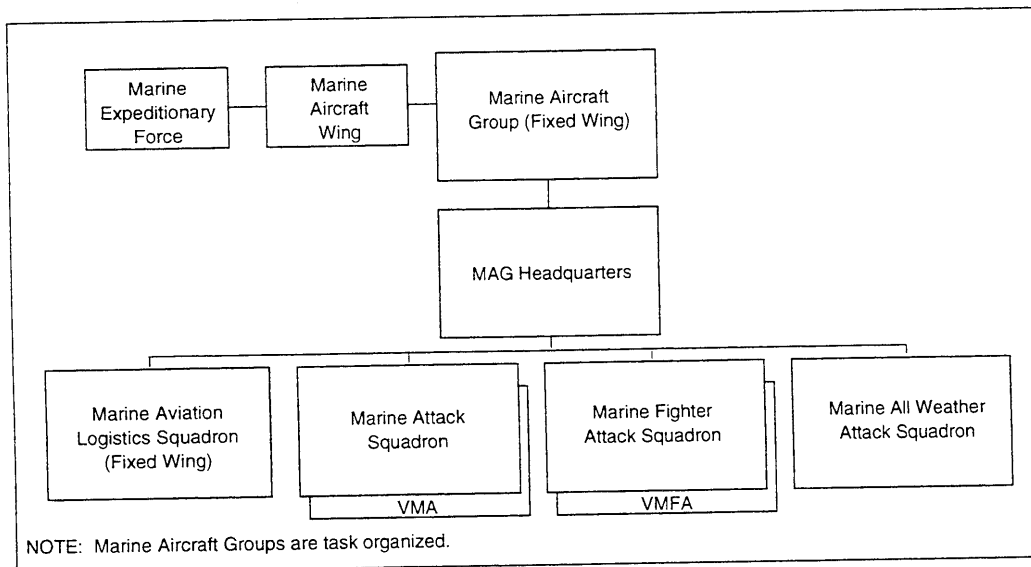 Marine
Expeditionary
Force
Marine
Aircraft
Wing
Marine Aircraft
Group (Fixed Wing)
MAG Headquarters
Marine Aviation
Logistics Squadron
(Fixed Wing)
Marine Attack
Squadron
VMA
Marine Fighter
Attack Squadron
VMFA
Marine All Weather
Attack Squadron
NOTE: Marine Aircraft Groups are task organized.